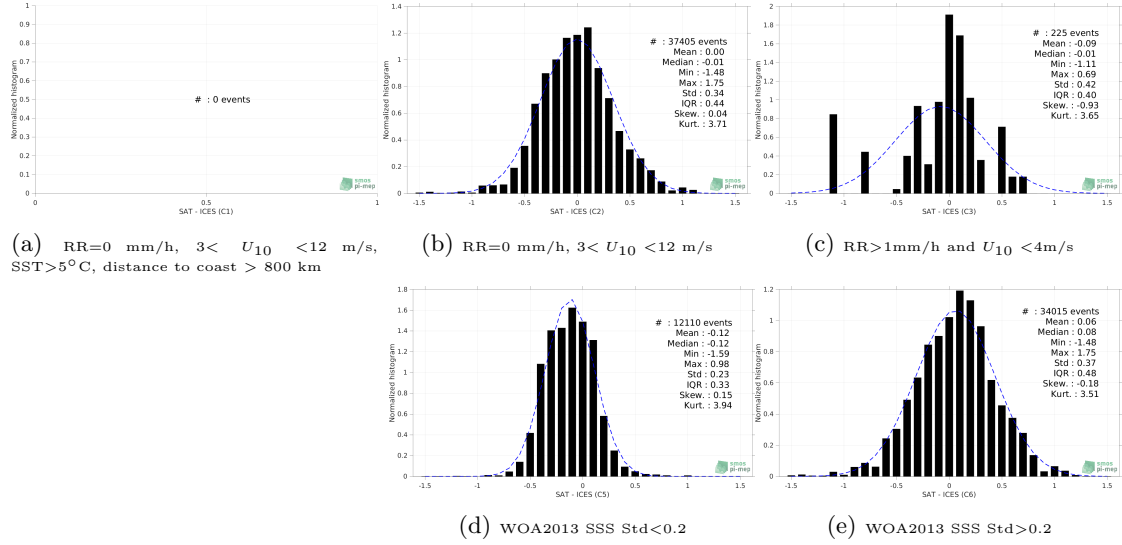 1
0.9
0.8
0.7
0.6
0.5
0.4
0.3
0.2
0.1
0
0
0.5
1
Normalized histogram
# : 0 events
smos
pi-mep
SAT - ICES (C1)
(a) RR=0 mm/h, 3< U10 <12 m/s,
SST>5°C, distance to coast > 800 km
1.4
1.2
1
0.8
0.6
0.4
0.2
0
-1.5
-1
-0.5
0
0.5
1
1.5
Normalized histogram
# : 37405 events
Mean : 0.00
Median : -0.01
Min : -1.48
Max : 1.75
Std : 0.34
IQR : 0.44
Skew. : 0.04
Kurt. : 3.71
smos
pi-mep
SAT - ICES (C2)
(b) RR=0 mm/h, 3< U10 <12 m/s
2
1.8
1.6
1.4
1.2
1
0.8
0.6
0.4
0.2
0
-1.5
-1
-0.5
0
0.5
1
1.5
Normalized histogram
# : 225 events
Mean : -0.09
Median : -0.01
Min : -1.11
Max : 0.69
Std : 0.42
IQR : 0.40
Skew. : -0.93
Kurt. : 3.65
smos
pi-mep
SAT - ICES (C3)
(c) RR>1mm/h and U10 <4m/s
1.8
1.6
1.4
1.2
1
0.8
0.6
0.4
0.2
0
-1.5
-1
-0.5
0
0.5
1
1.5
Normalized histogram
# : 12110 events
Mean : -0.12
Median : -0.12
Min : -1.59
Max : 0.98
Std : 0.23
IQR : 0.33
Skew. : 0.15
Kurt. : 3.94
smos
pi-mep
SAT - ICES (C5)
(d) WOA2013 SSS Std<0.2
1.2
1
0.8
0.6
0.4
0.2
0
-1.5
-1
-0.5
0
0.5
1
1.5
Normalized histogram
# : 34015 events
Mean : 0.06
Median : 0.08
Min : -1.48
Max : 1.75
Std : 0.37
IQR : 0.48
Skew. : -0.18
Kurt. : 3.51
smos
pi-mep
SAT - ICES (C6)
(e) WOA2013 SSS Std>0.2